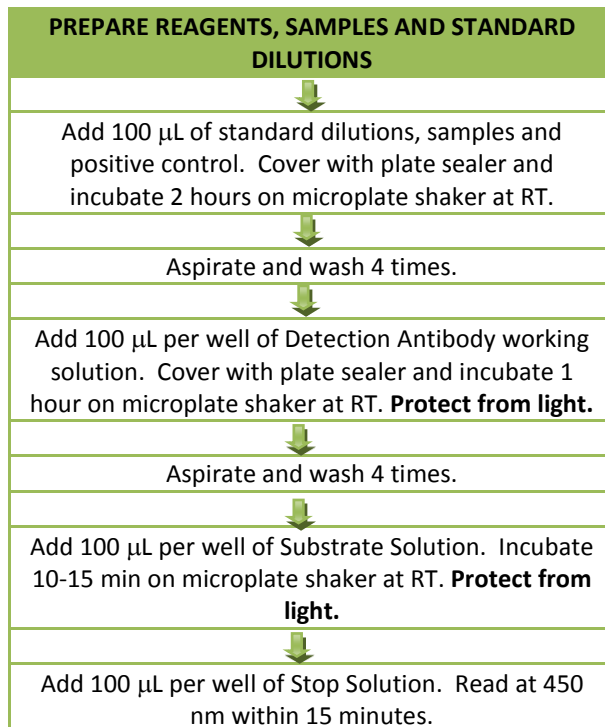 PREPARE REAGENTS, SAMPLES AND STANDARD
DILUTIONS
Add 100 µL of standard dilutions, samples and
positive control.  Cover with plate sealer and
incubate 2 hours on microplate shaker at RT.
Aspirate and wash 4 times.
Add 100 µL per well of Detection Antibody working
solution.  Cover with plate sealer and incubate 1
hour on microplate shaker at RT. Protect from light.
Aspirate and wash 4 times.
Add 100 µL per well of Substrate Solution.  Incubate
10-15 min on microplate shaker at RT. Protect from
light.
Add 100 µL per well of Stop Solution.  Read at 450
nm within 15 minutes.